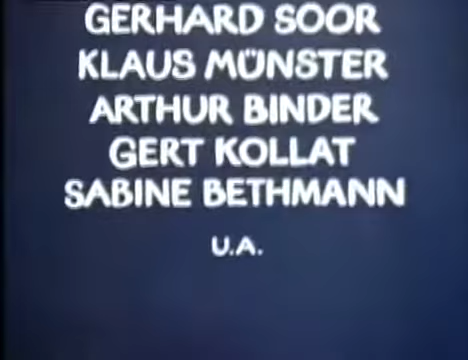 GERHARD SOOR
KLAUS MÜNSTER
ARTHUR BINDER
GERT KOLLAT
SABINE BETHMANN
U.A.